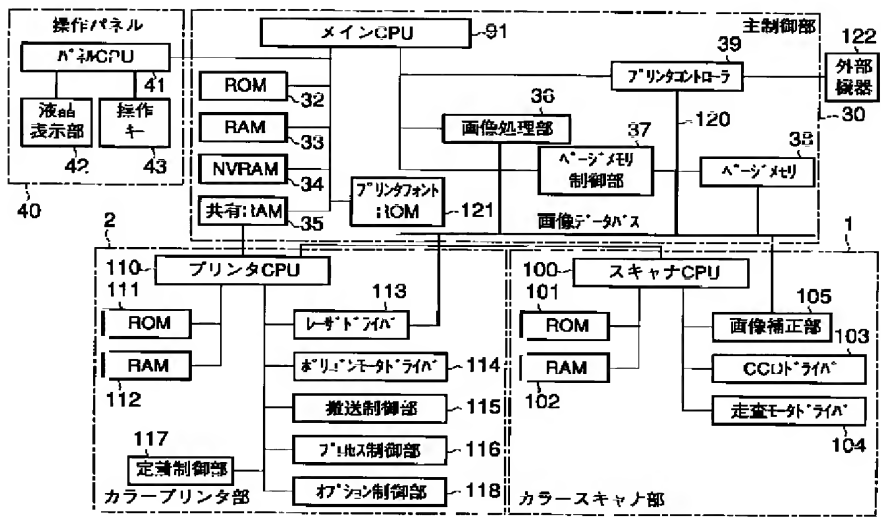 操作パネル
パネルCPU
41
液晶
表示部
42
操作
キー
43
40
メインCPU
91
主制御部
ROM
32
RAM
33
NVRAM
34
共有RAM
35
画像処理部
36
プリンタフォント
ROM
121
プリンタコントローラ
39
120
ページメモリ
制御部
37
ページメモリ
38
画像データバス
122
外部
機器
30
2
110
プリンタCPU
111
ROM
RAM
112
113
レーザドライバ
ポリゴンモータドライバ
114
搬送制御部
115
プロセス制御部
116
117
定着制御部
オプション制御部
118
カラープリンタ部
1
100
スキャナCPU
101
ROM
RAM
102
105
画像補正部
103
CCDドライバ
走査モータドライバ
104
カラースキャナ部